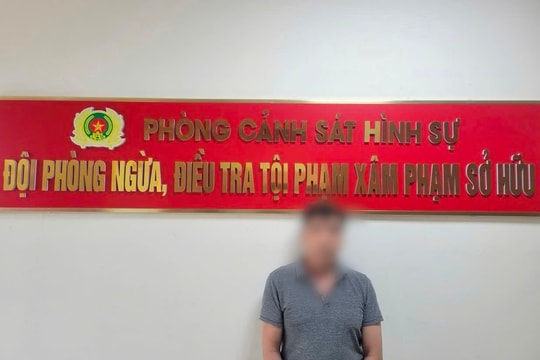 PHÒNG CẢNH SÁT HÌNH SỰ
ĐỘI PHÒNG NGỪA, ĐIỀU TRA TỘI PHẠM XÂM PHẠM SỞ HỮU